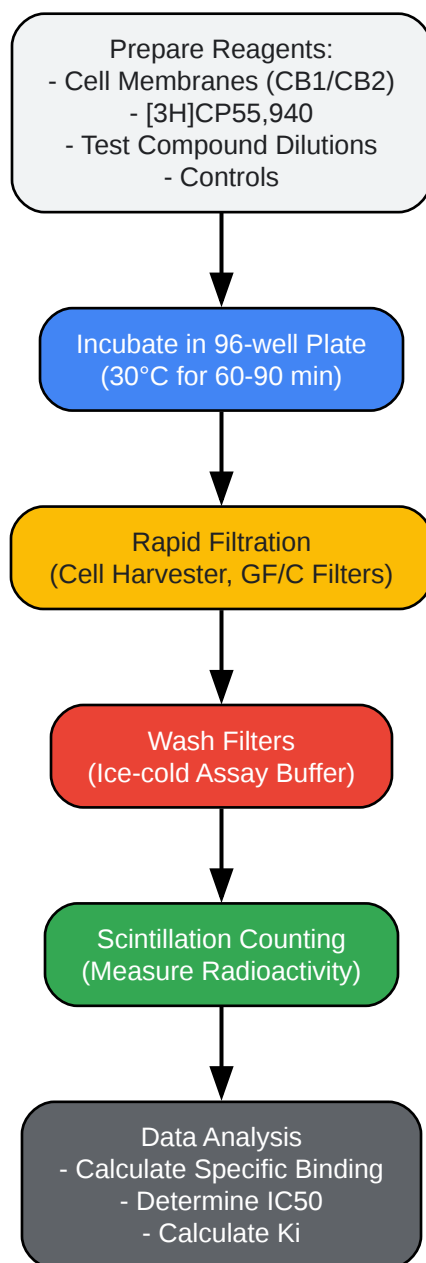 Prepare Reagents:
- Cell Membranes (CB1/CB2)
- [3H]CP55,940
- Test Compound Dilutions
- Controls
Incubate in 96-well Plate
(30°C for 60-90 min)
Rapid Filtration
(Cell Harvester, GF/C Filters)
Wash Filters
(Ice-cold Assay Buffer)
Scintillation Counting
(Measure Radioactivity)
Data Analysis
- Calculate Specific Binding
- Determine IC50
- Calculate Ki